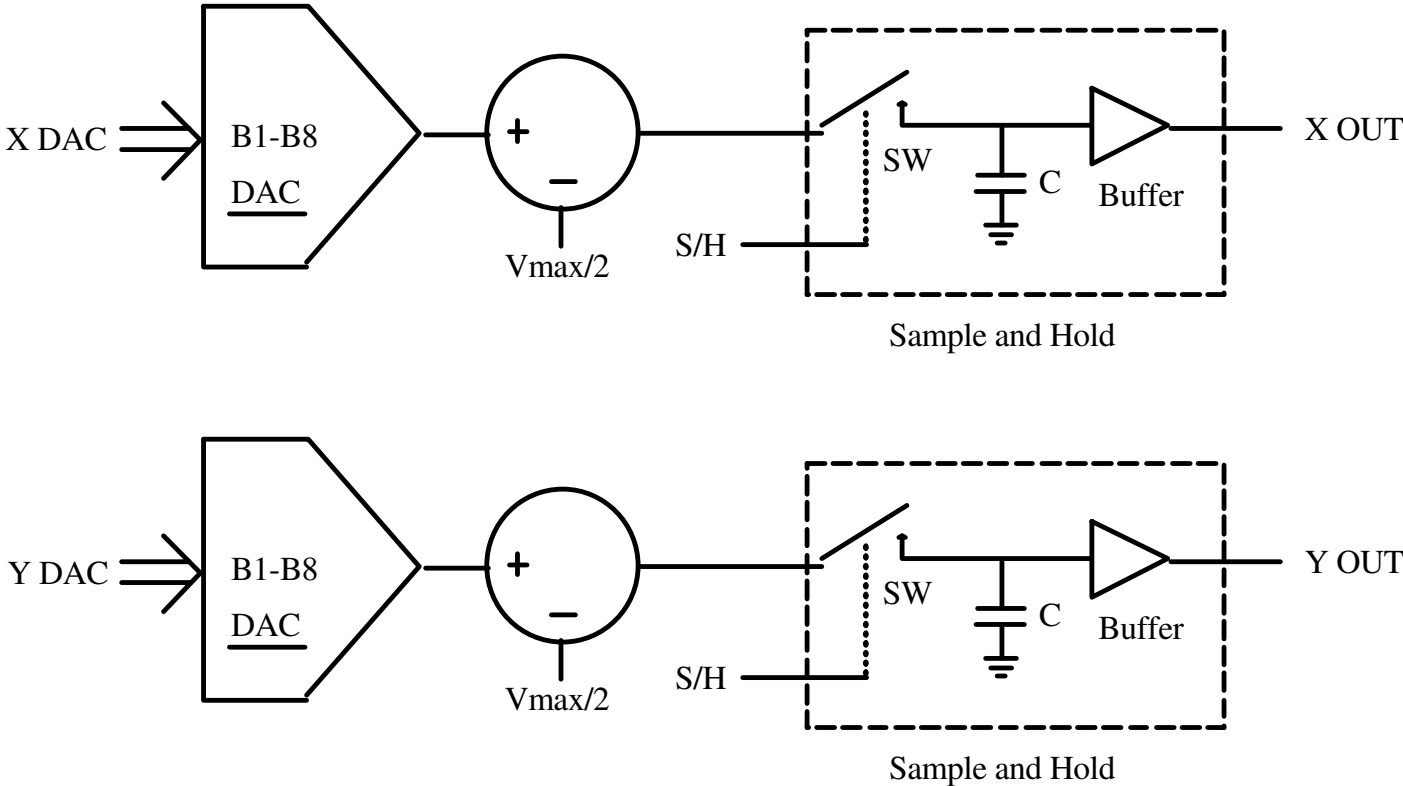 X DAC
B1-B8
DAC
+
−
Vmax/2
S/H
SW
C
Buffer
X OUT
Sample and Hold
Y DAC
B1-B8
DAC
+
−
Vmax/2
S/H
SW
C
Buffer
Y OUT
Sample and Hold